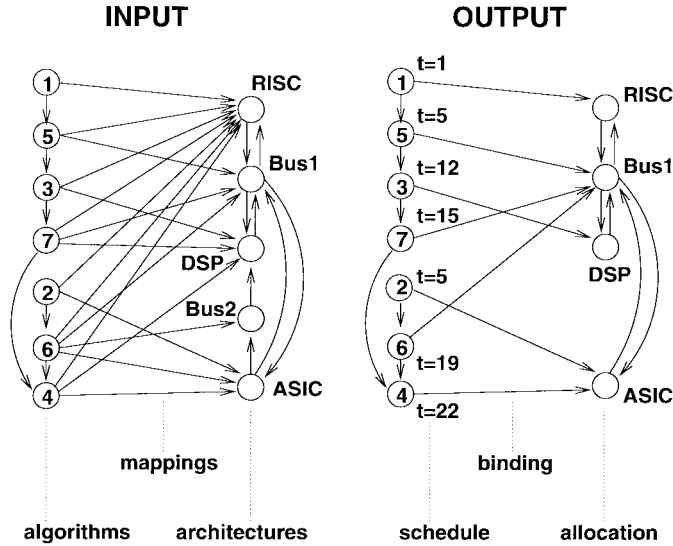 INPUT
OUTPUT
RISC
1
5
Bus1
3
7
DSP
2
Bus2
6
ASIC
4
mappings
algorithms
architectures
t=1
1
RISC
t=5
5
t=12
Bus1
3
t=15
7
DSP
t=5
2
6
t=19
4
ASIC
t=22
binding
schedule
allocation